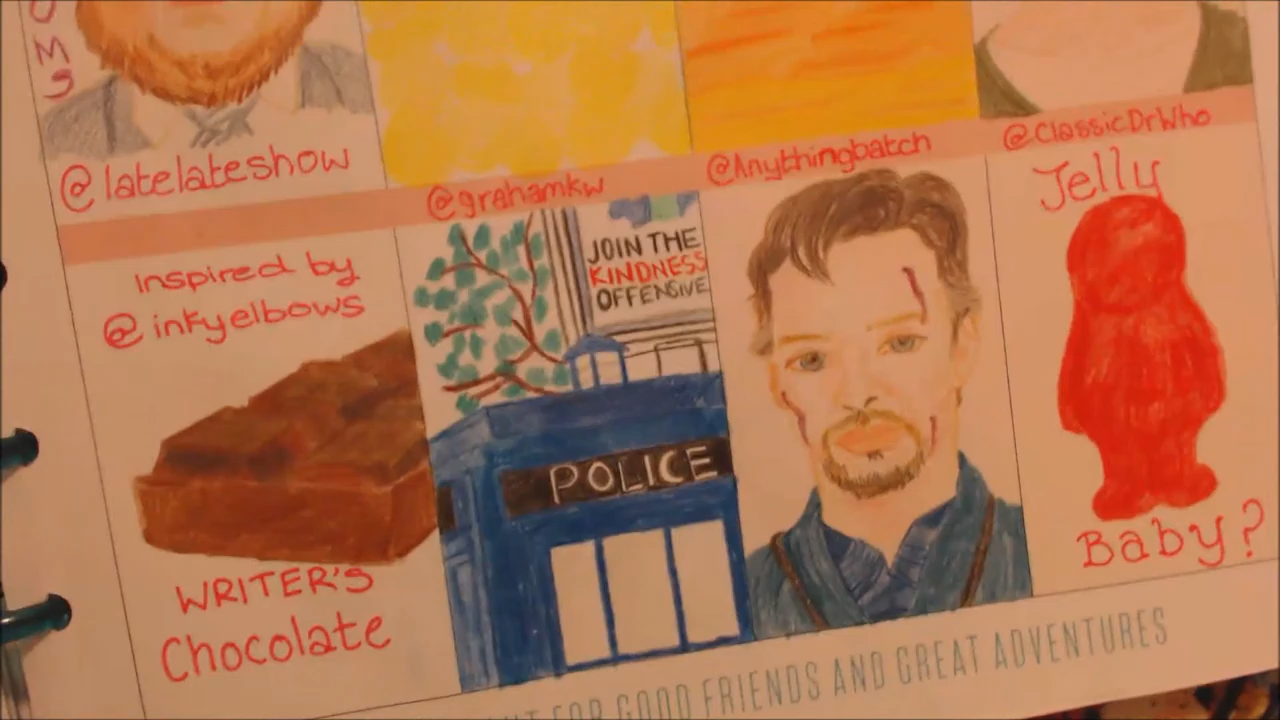 UMS
@latelateshow
@grahamkw
@Anythingbatch
@ClassicDrWho
Inspired by
@inkyelbows
WRITER'S
Chocolate
JOIN THE
KINDNESS
OFFENSIVE
POLICE
Jelly
Baby?
FOR GOOD FRIENDS AND GREAT ADVENTURES